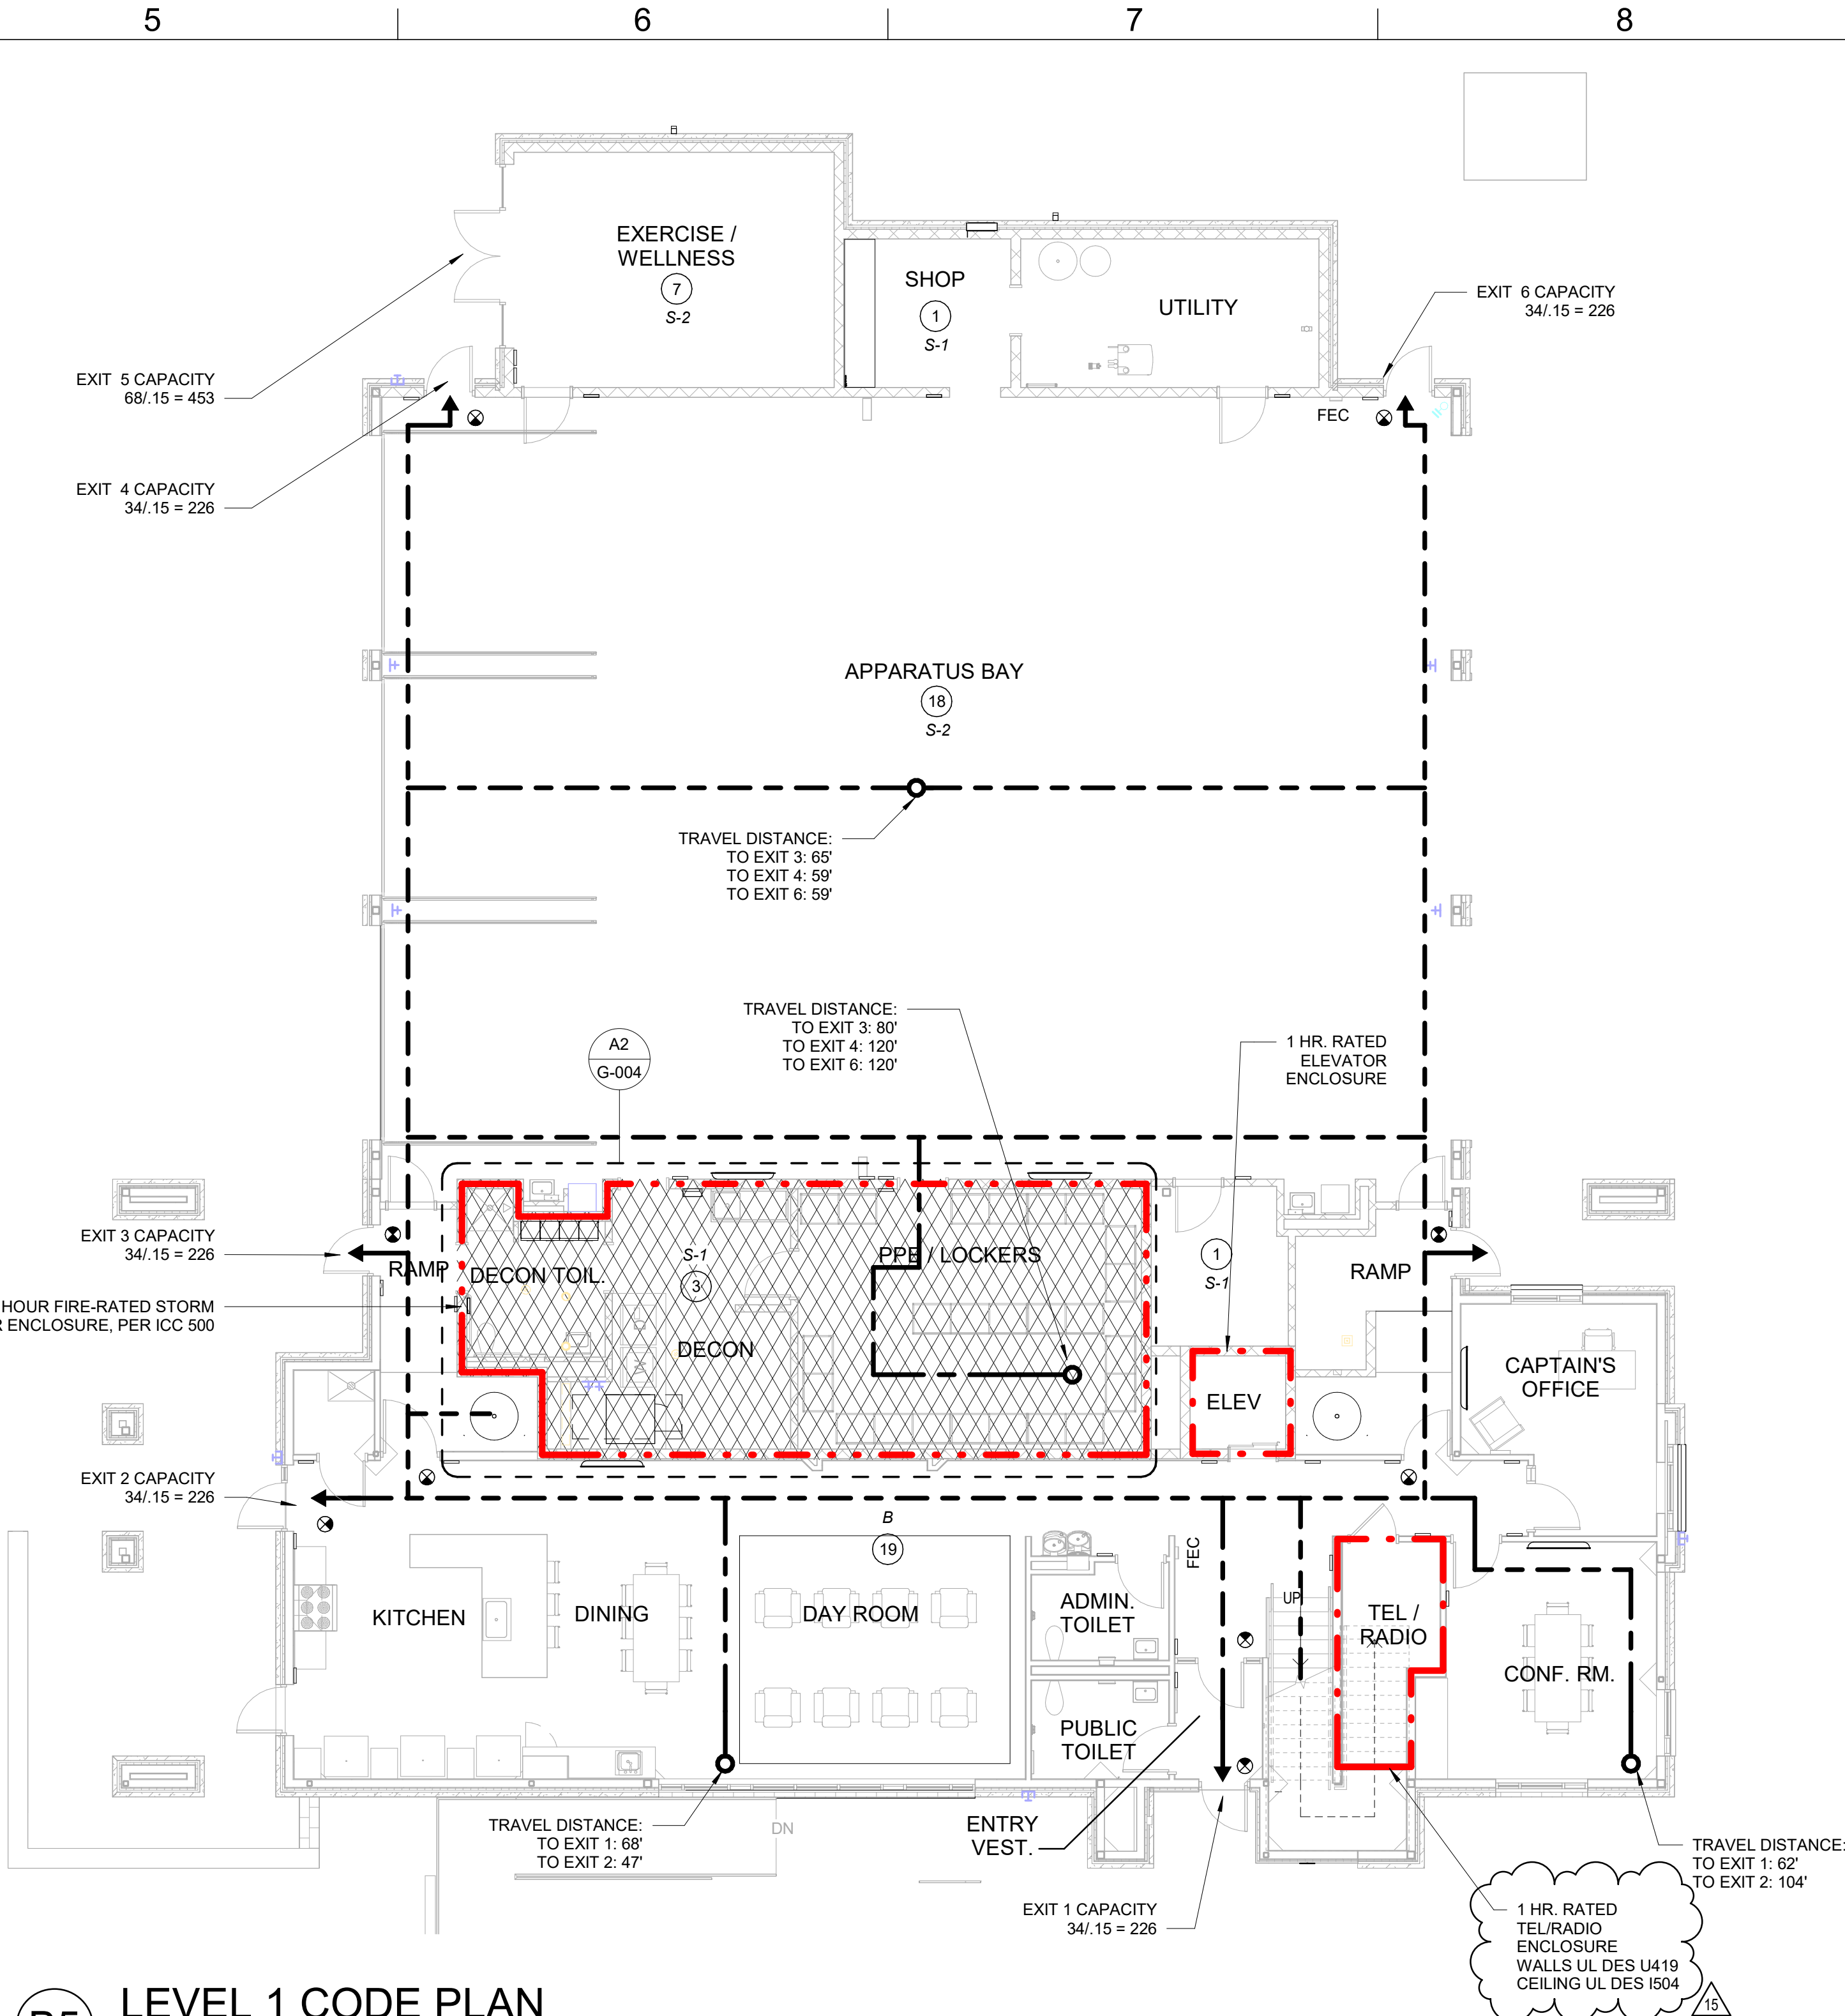 5
6
7
8
EXERCISE /
WELLNESS
7
S-2
SHOP
1
S-1
UTILITY
EXIT 6 CAPACITY
34/.15 = 226
EXIT 5 CAPACITY
68/.15 = 453
FEC
EXIT 4 CAPACITY
34/.15 = 226
APPARATUS BAY
18
S-2
TRAVEL DISTANCE:
TO EXIT 3: 65'
TO EXIT 4: 59'
TO EXIT 6: 59'
TRAVEL DISTANCE:
TO EXIT 3: 80'
TO EXIT 4: 120'
TO EXIT 6: 120'
A2
G-004
1 HR. RATED
ELEVATOR
ENCLOSURE
EXIT 3 CAPACITY
34/.15 = 226
RAMP
DECON TOIL.
S-1
3
PPE / LOCKERS
1
S-1
RAMP
HOUR FIRE-RATED STORM
ENCLOSURE, PER ICC 500
DECON
ELEV
CAPTAIN'S
OFFICE
EXIT 2 CAPACITY
34/.15 = 226
B
19
FEC
KITCHEN
DINING
DAY ROOM
ADMIN.
TOILET
UP
TEL /
RADIO
CONF. RM.
PUBLIC
TOILET
TRAVEL DISTANCE:
TO EXIT 1: 68'
TO EXIT 2: 47'
DN
ENTRY
VEST.
TRAVEL DISTANCE:
TO EXIT 1: 62'
TO EXIT 2: 104'
EXIT 1 CAPACITY
34/.15 = 226
1 HR. RATED
TEL/RADIO
ENCLOSURE
WALLS UL DES U419
CEILING UL DES I504
15
LEVEL 1 CODE PLAN